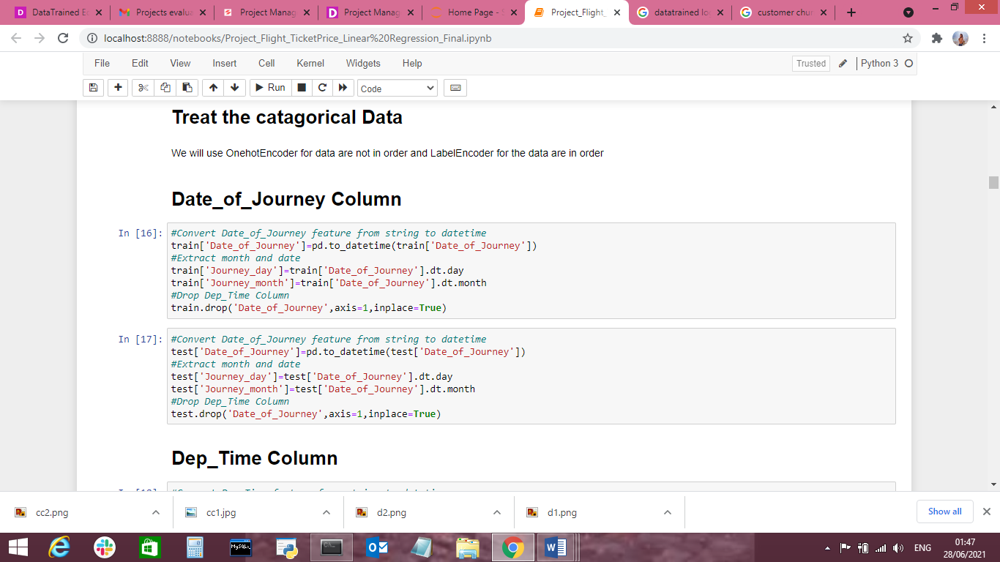 DataTrained E
Projects evalua
Project Manag
Project Manag
Home Page -
Project_Flight_
datatrained lo
customer chur
localhost:8888/notebooks/Project_Flight_TicketPrice_Linear%20Regression_Final.ipynb
File Edit View Insert Cell Kernel Widgets Help Trusted Python 3
Run Code
Treat the catagorical Data
We will use OnehotEncoder for data are not in order and LabelEncoder for the data are in order
Date_of_Journey Column
In [16]: #Convert Date_of_Journey feature from string to datetime
train['Date_of_Journey']=pd.to_datetime(train['Date_of_Journey'])
#Extract month and date
train['Journey_day']=train['Date_of_Journey'].dt.day
train['Journey_month']=train['Date_of_Journey'].dt.month
#Drop Dep_Time Column
train.drop('Date_of_Journey',axis=1,inplace=True)
In [17]: #Convert Date_of_Journey feature from string to datetime
test['Date_of_Journey']=pd.to_datetime(test['Date_of_Journey'])
#Extract month and date
test['Journey_day']=test['Date_of_Journey'].dt.day
test['Journey_month']=test['Date_of_Journey'].dt.month
#Drop Dep_Time Column
test.drop('Date_of_Journey',axis=1,inplace=True)
Dep_Time Column
cc2.png cc1.jpg d2.png d1.png Show all
MySQL
ENG
01:47
28/06/2021